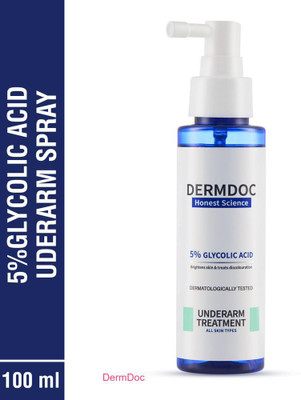 5%GLYCOLIC ACID
UDERARM SPRAY
100 ml
DERMDOC
Honest Science
5% GLYCOLIC ACID
brightens skin & treats discolouration
DERMATOLOGICALLY TESTED
UNDERARM
TREATMENT
ALL SKIN TYPES
DermDoc